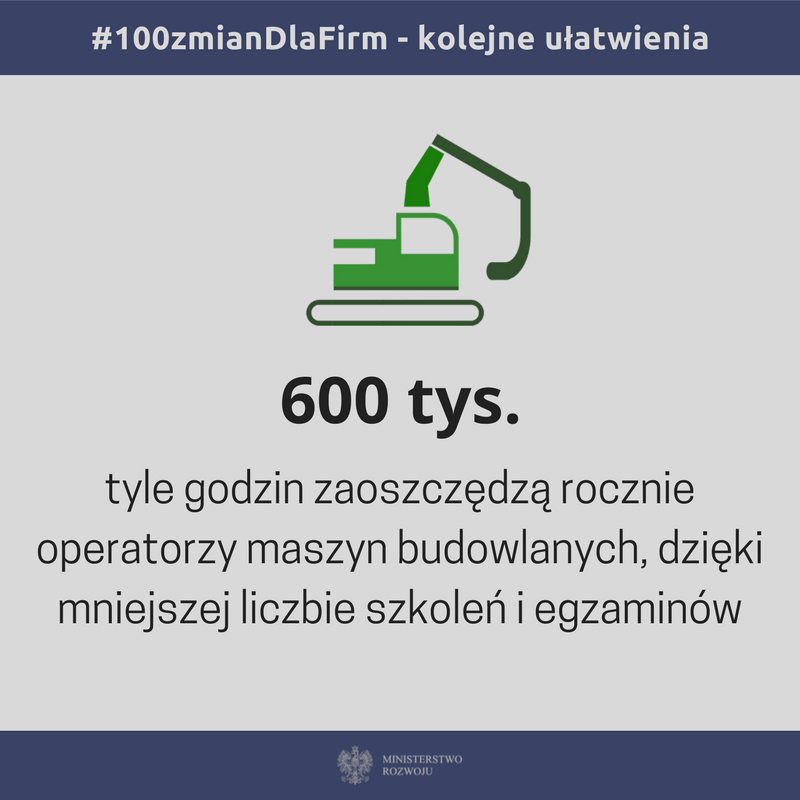 #100zmianDlaFirm - kolejne ułatwienia
600 tys.
tyle godzin zaoszczędzą rocznie
operatorzy maszyn budowlanych, dzięki
mniejszej liczbie szkoleń i egzaminów
MINISTERSTWO
ROZWOJU